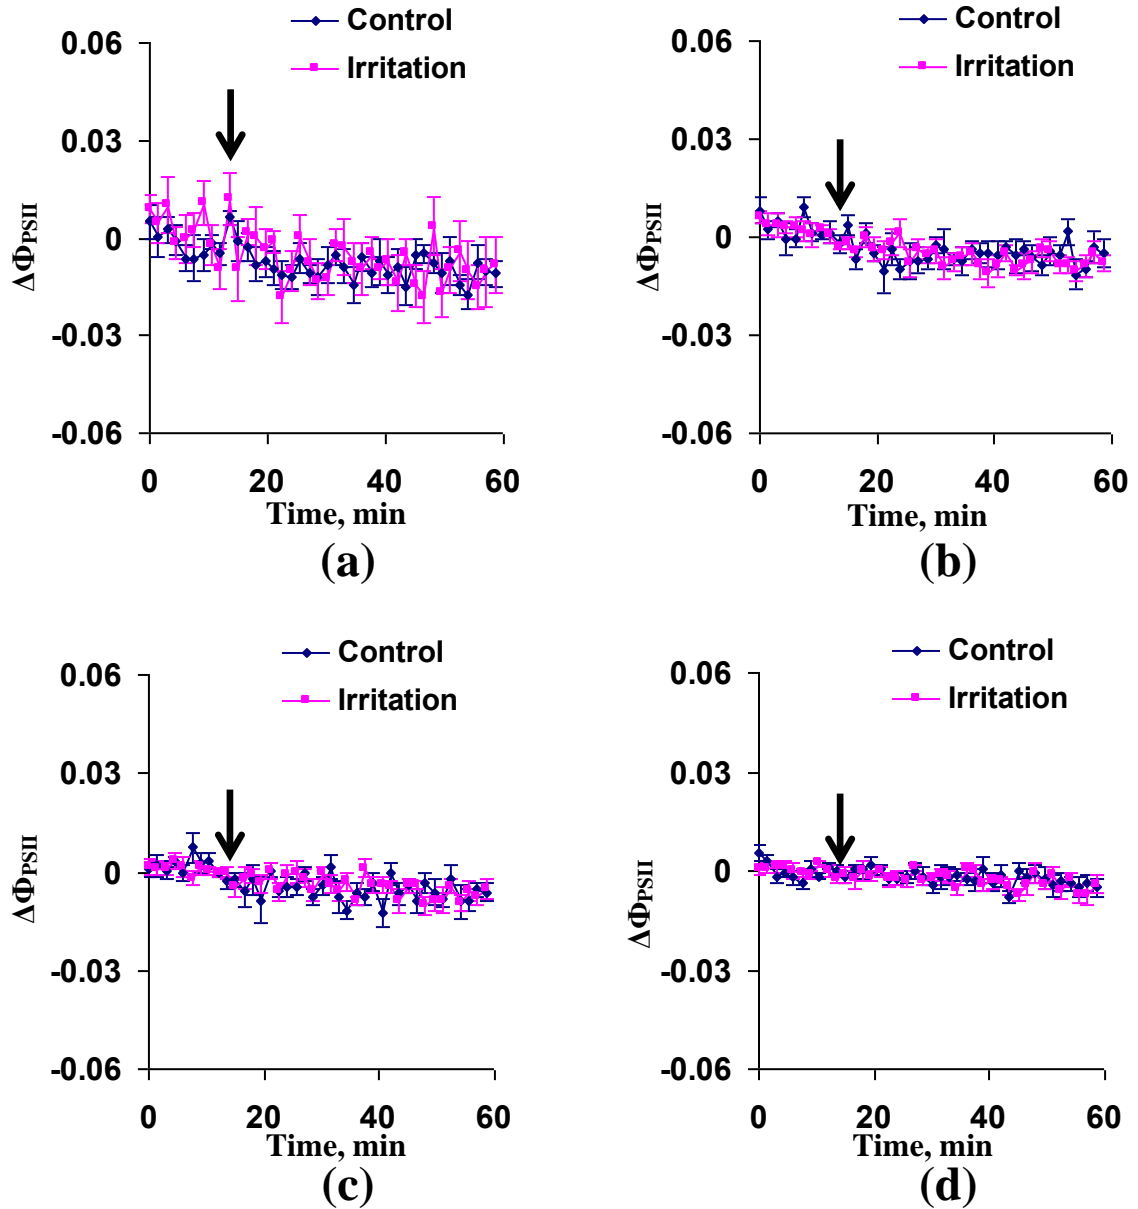 Control
Irritation
0.06
0.03
0
-0.03
-0.06
ΔΦPSII
0 20 40 60
Time, min
(a)
Control
Irritation
0.06
0.03
0
-0.03
-0.06
ΔΦPSII
0 20 40 60
Time, min
(b)
Control
Irritation
0.06
0.03
0
-0.03
-0.06
ΔΦPSII
0 20 40 60
Time, min
(c)
Control
Irritation
0.06
0.03
0
-0.03
-0.06
ΔΦPSII
0 20 40 60
Time, min
(d)